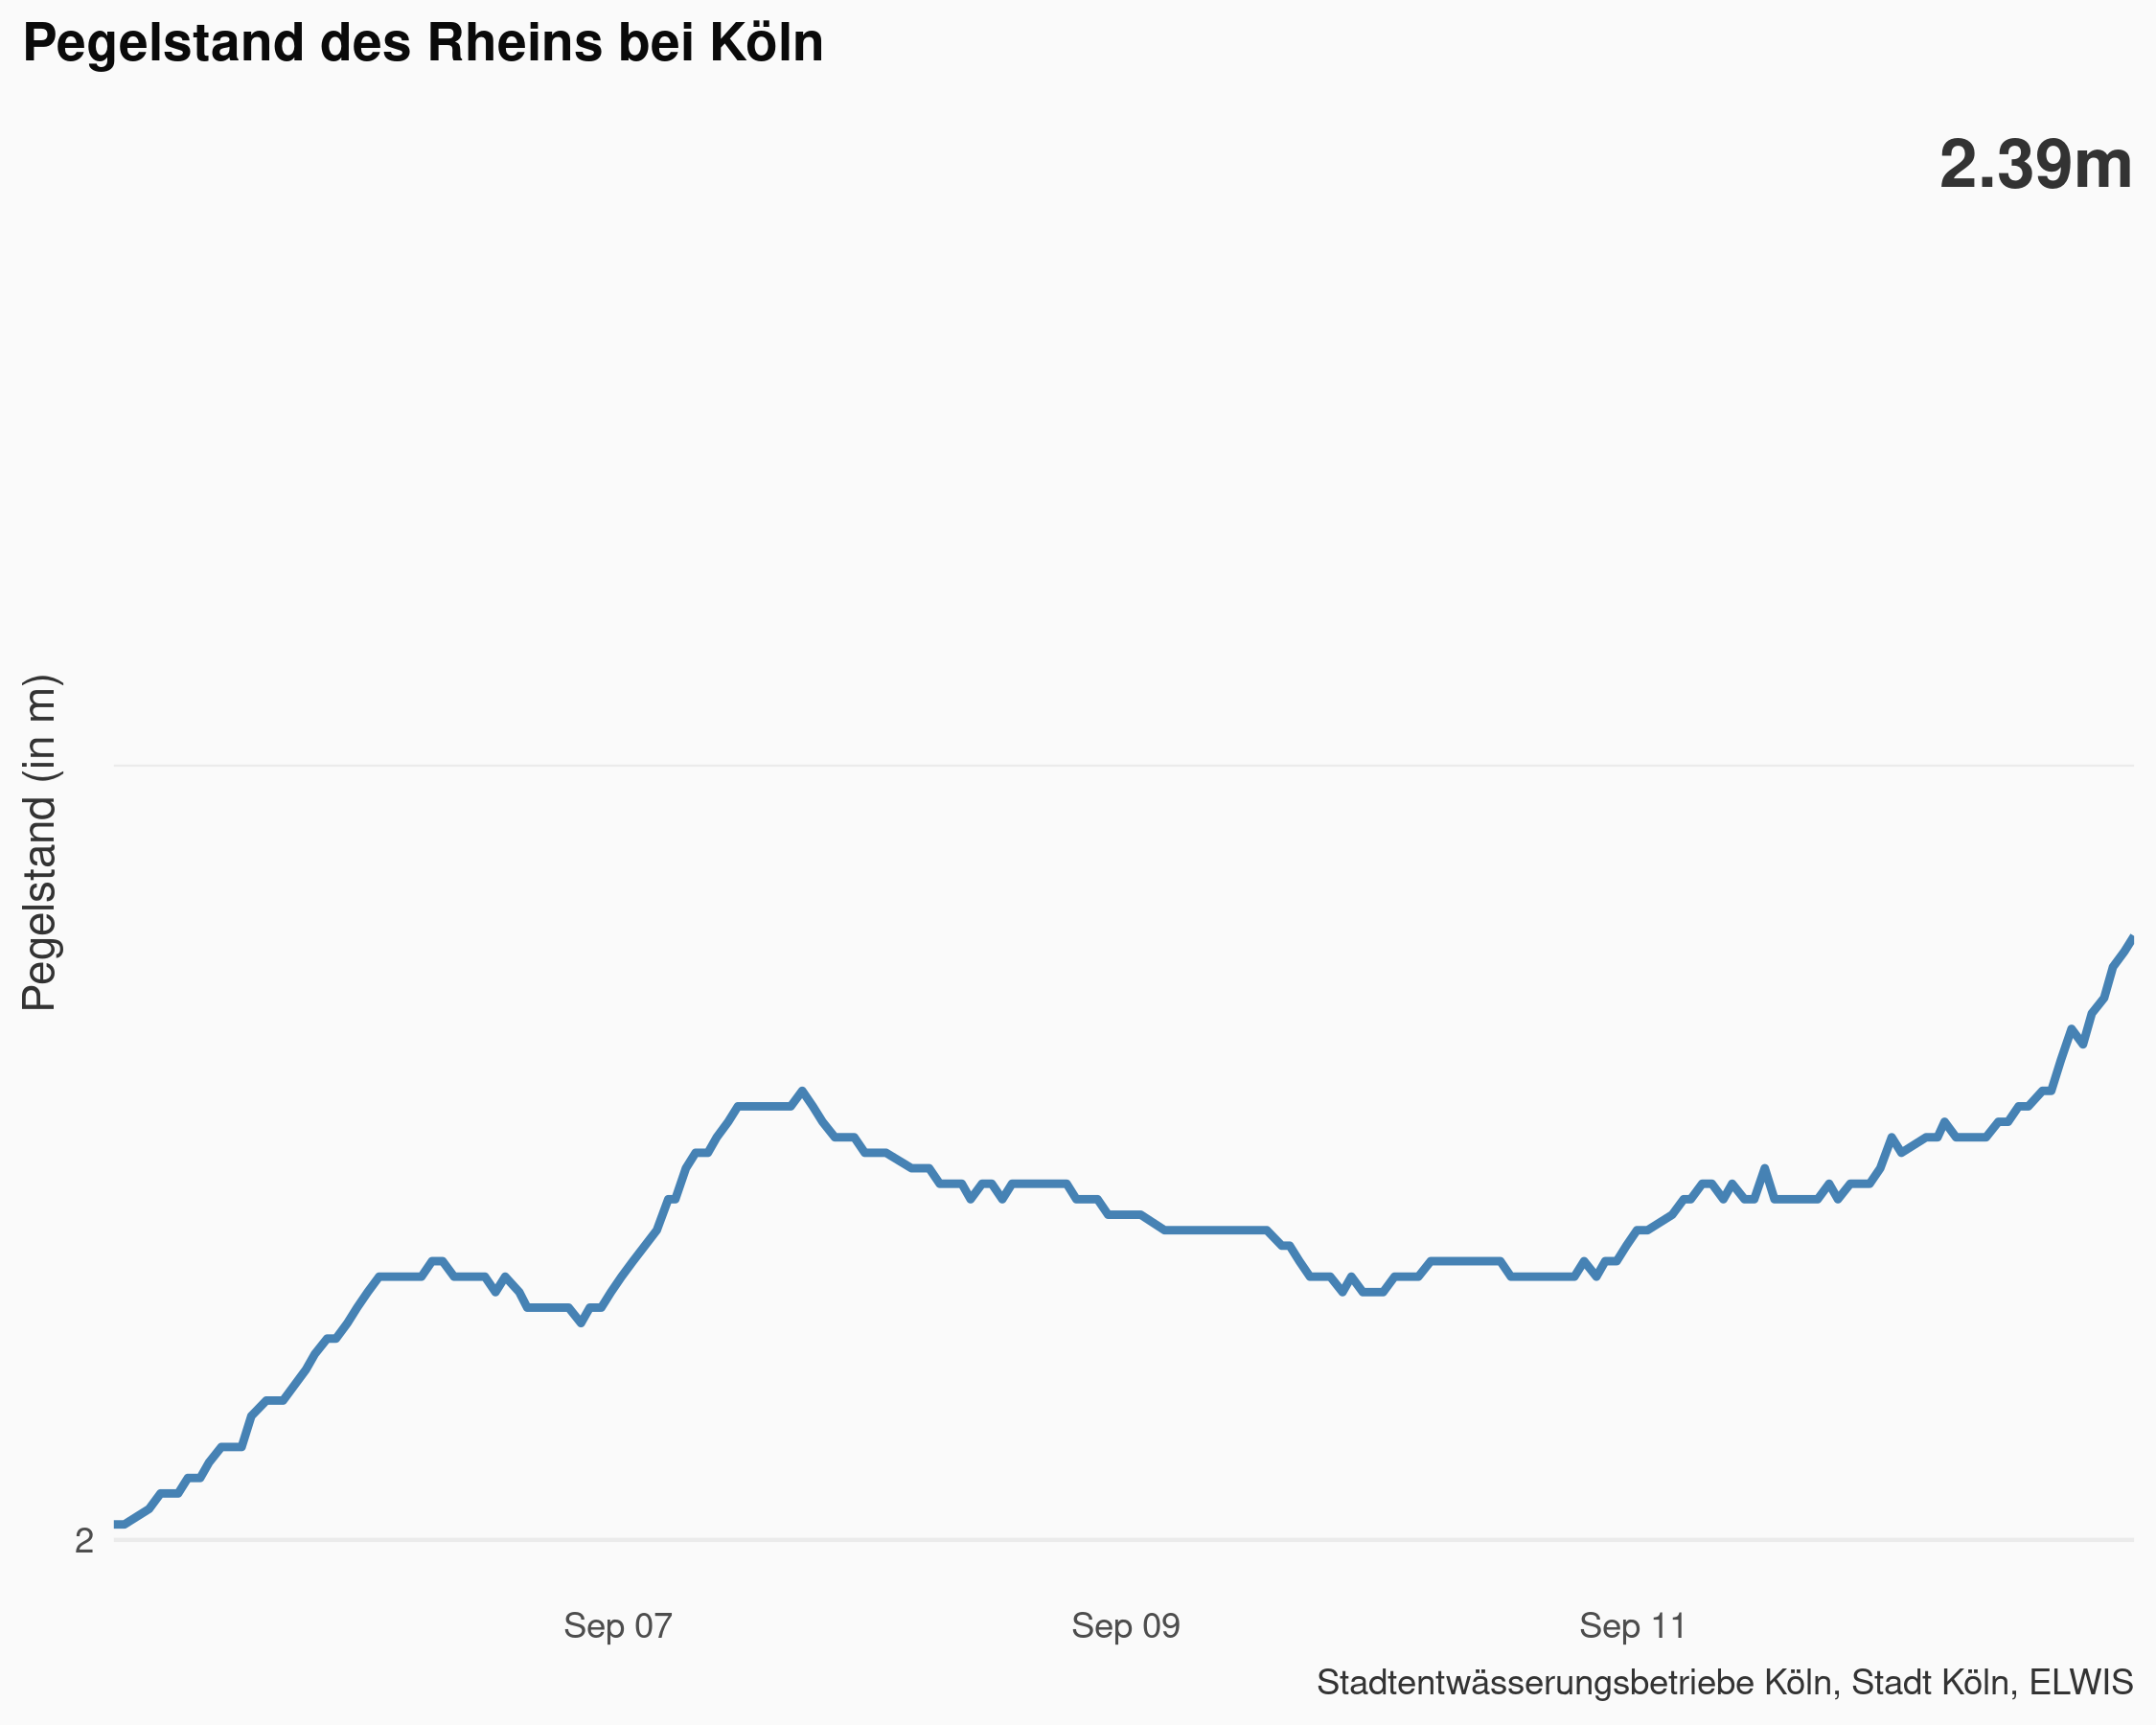 Pegelstand des Rheins bei Köln
2.39m
Pegelstand (in m)
2
Sep 07
Sep 09
Sep 11
Stadtentwässerungsbetriebe Köln, Stadt Köln, ELWIS